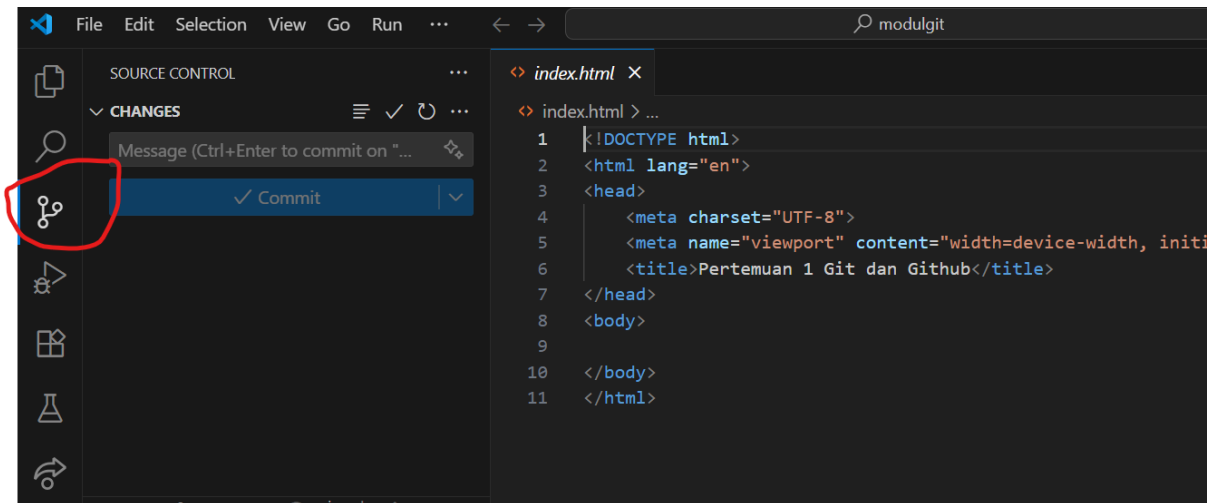 File Edit Selection View Go Run ···
modulgit
SOURCE CONTROL ···
CHANGES ···
Message (Ctrl+Enter to commit on "...
Commit
index.html
index.html > ...
1 <!DOCTYPE html>
2 <html lang="en">
3 <head>
4 <meta charset="UTF-8">
5 <meta name="viewport" content="width=device-width, initi
6 <title>Pertemuan 1 Git dan Github</title>
7 </head>
8 <body>
9
10 </body>
11 </html>